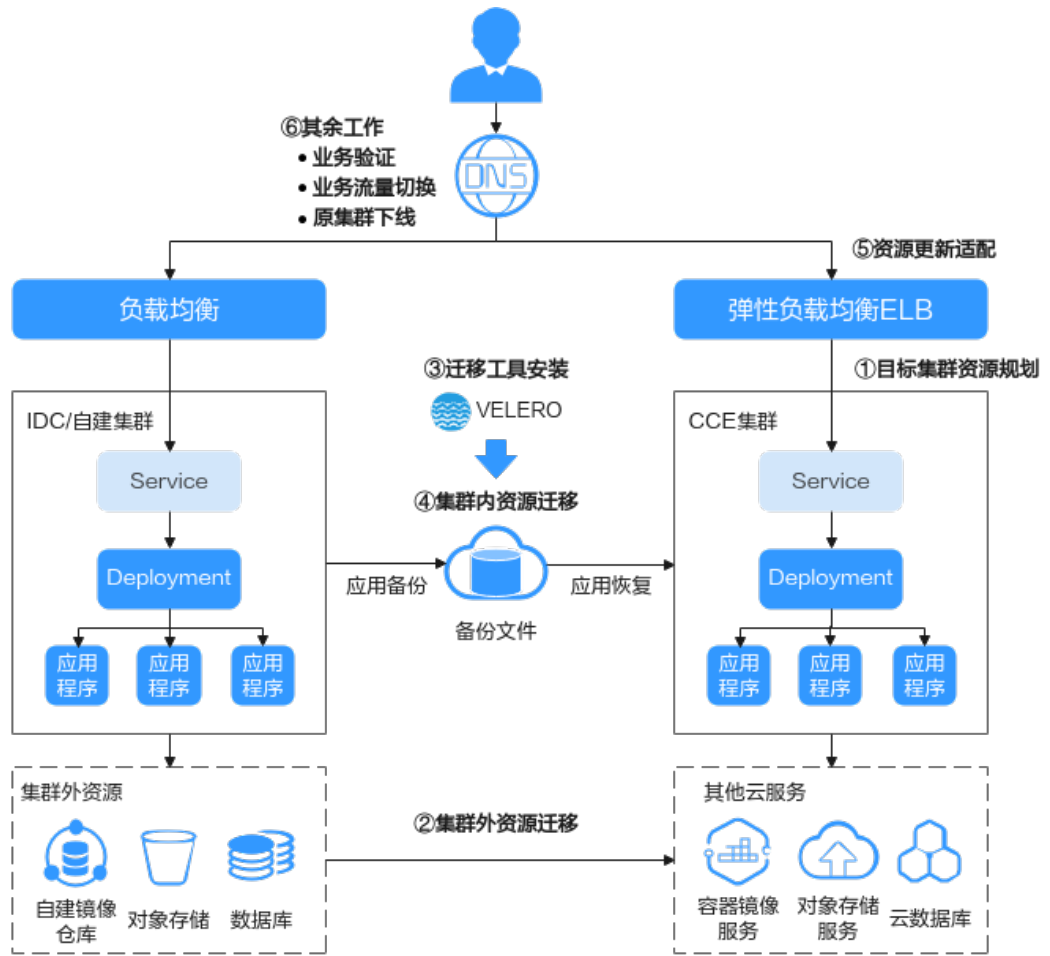 ⑥其余工作
• 业务验证
• 业务流量切换
• 原集群下线
DNS
⑤资源更新适配
负载均衡
弹性负载均衡ELB
③迁移工具安装
VELERO
①目标集群资源规划
IDC/自建集群
CCE集群
Service
Service
④集群内资源迁移
Deployment
Deployment
应用备份
应用恢复
备份文件
应用
程序
应用
程序
应用
程序
应用
程序
应用
程序
应用
程序
集群外资源
其他云服务
②集群外资源迁移
自建镜像
仓库
对象存储
数据库
容器镜像
服务
对象存储
服务
云数据库